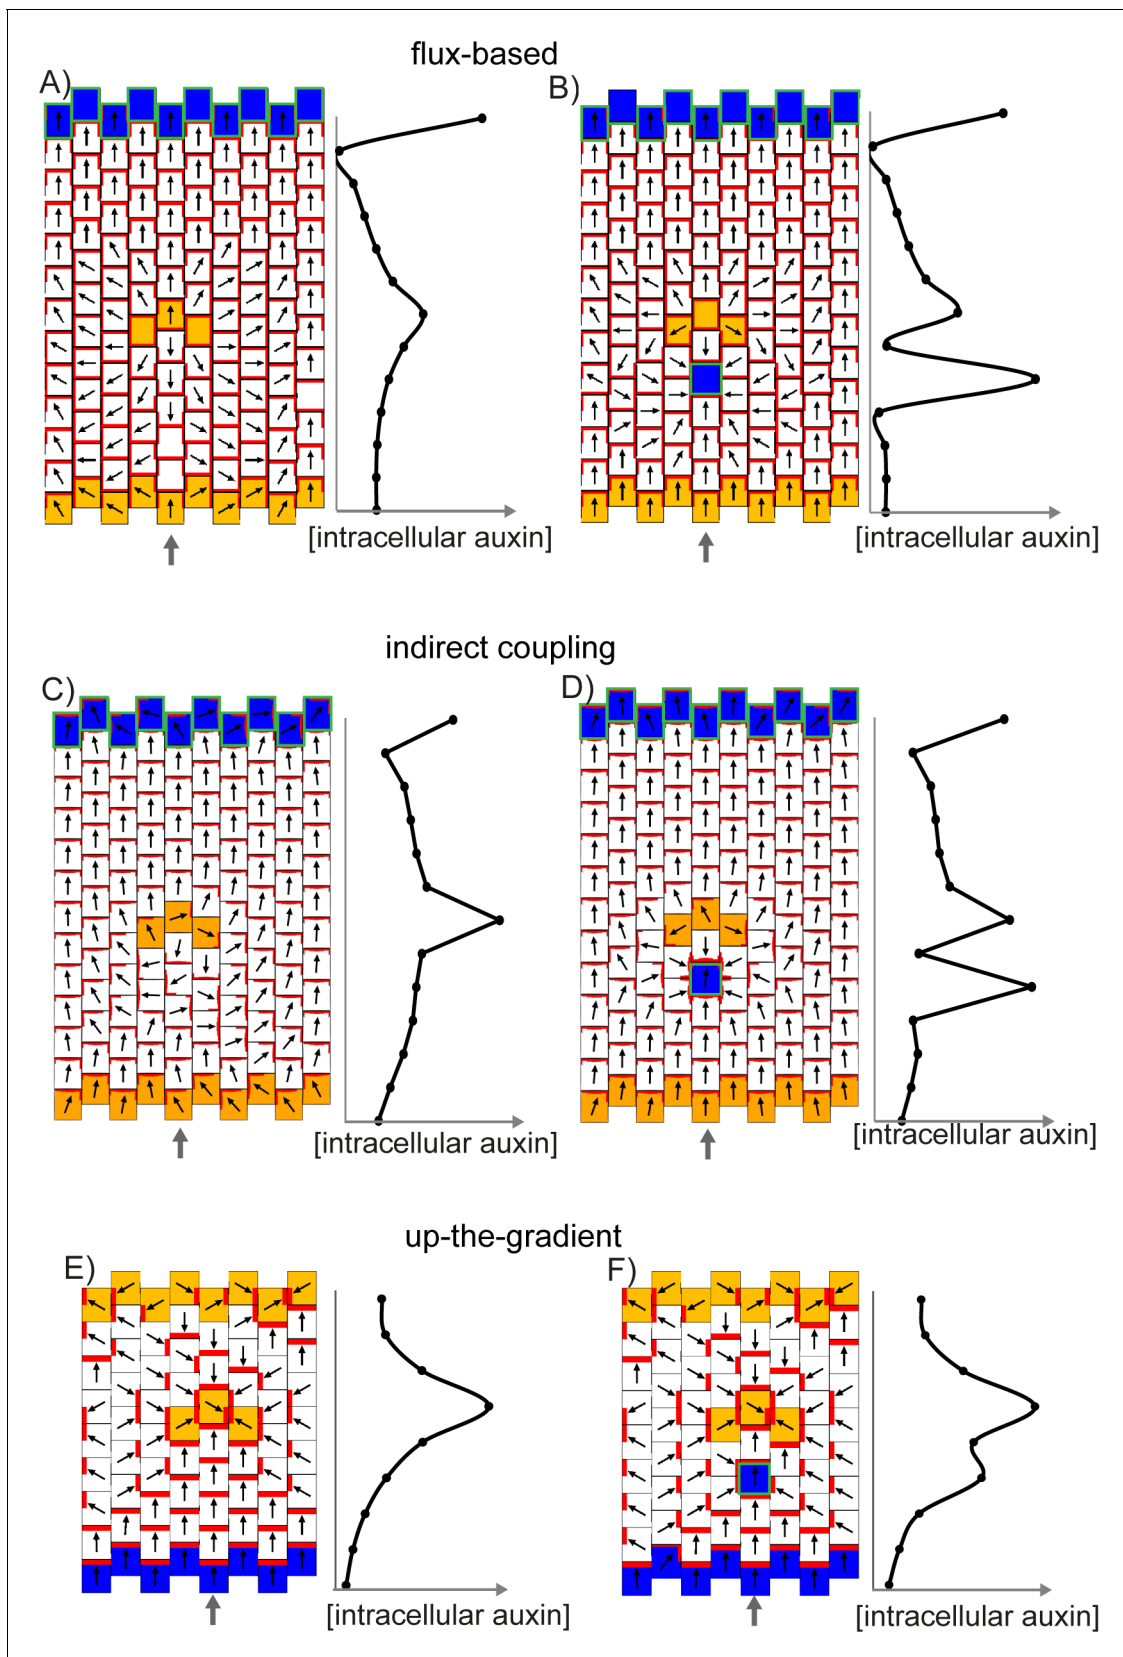 flux-based
A)
B)
[intracellular auxin]
[intracellular auxin]
indirect coupling
C)
D)
[intracellular auxin]
[intracellular auxin]
up-the-gradient
E)
F)
[intracellular auxin]
[intracellular auxin]